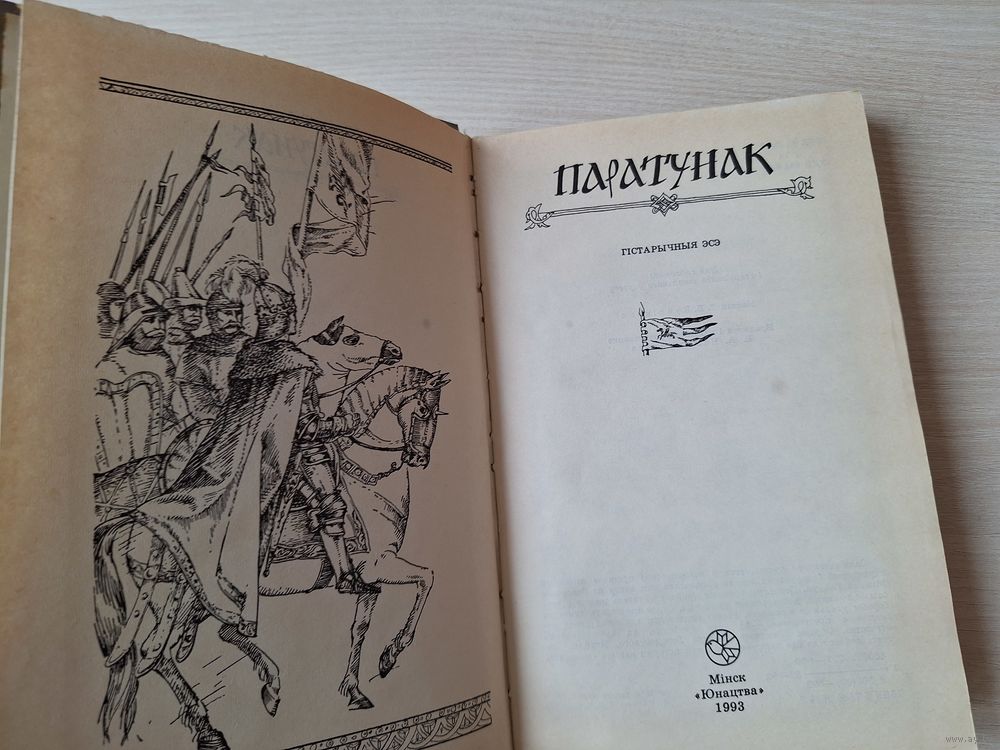 ПАРАТУНАК
ГІСТАРЫЧНЫЯ ЭСЭ
Мінск
«Юнацтва»
1993